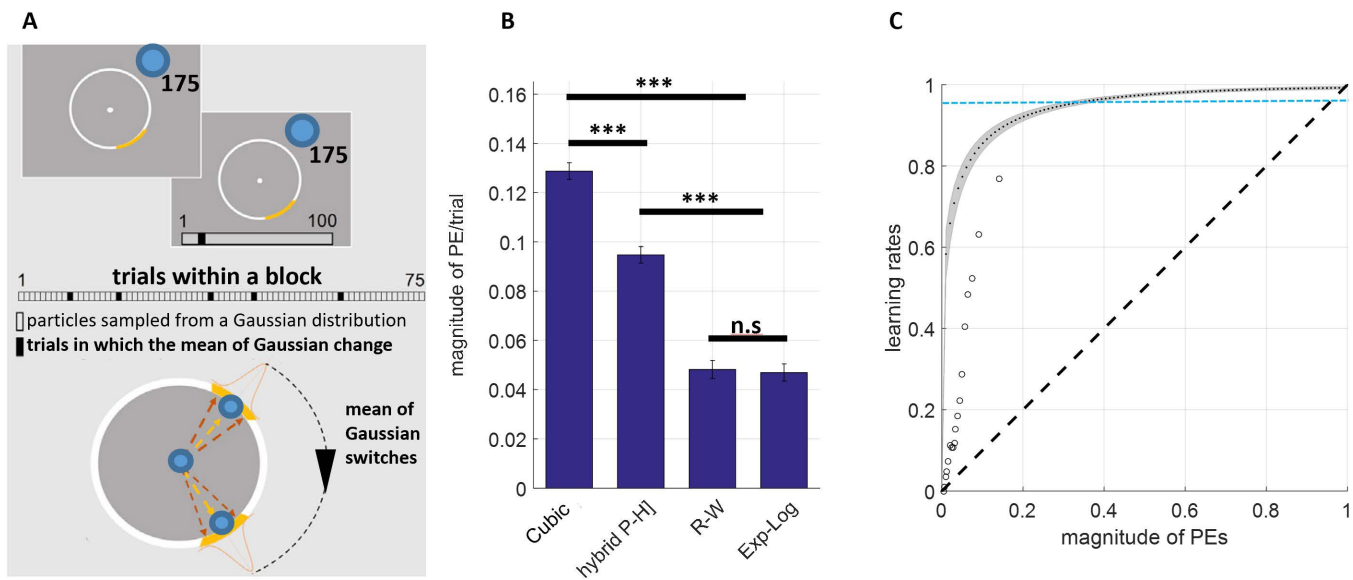 A
175
175
1
100
1
trials within a block
75
particles sampled from a Gaussian distribution
trials in which the mean of Gaussian change
mean of
Gaussian
switches
B
magnitude of PE/trial
0.16
0.14
0.12
0.1
0.08
0.06
0.04
0.02
0
***
***
***
n.s
Cubic
hybrid P-H]
R-W
Exp-Log
C
learning rates
1
0.8
0.6
0.4
0.2
0
0
0.2
0.4
0.6
0.8
1
magnitude of PEs